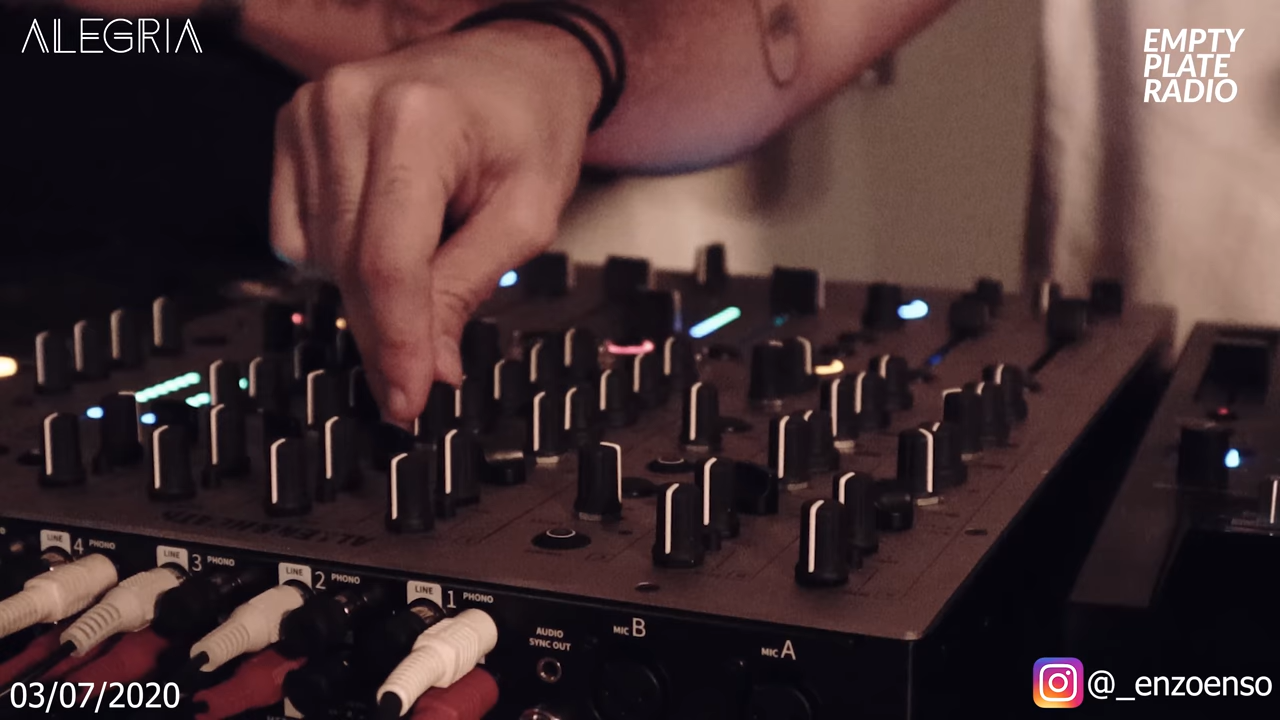 ALEGRIA
EMPTY
PLATE
RADIO
LINE 4 PHONO
LINE 3 PHONO
LINE 2 PHONO
LINE 1 PHONO
AUDIO
SYNC OUT
MIC B
MIC A
03/07/2020
@_enzoenso